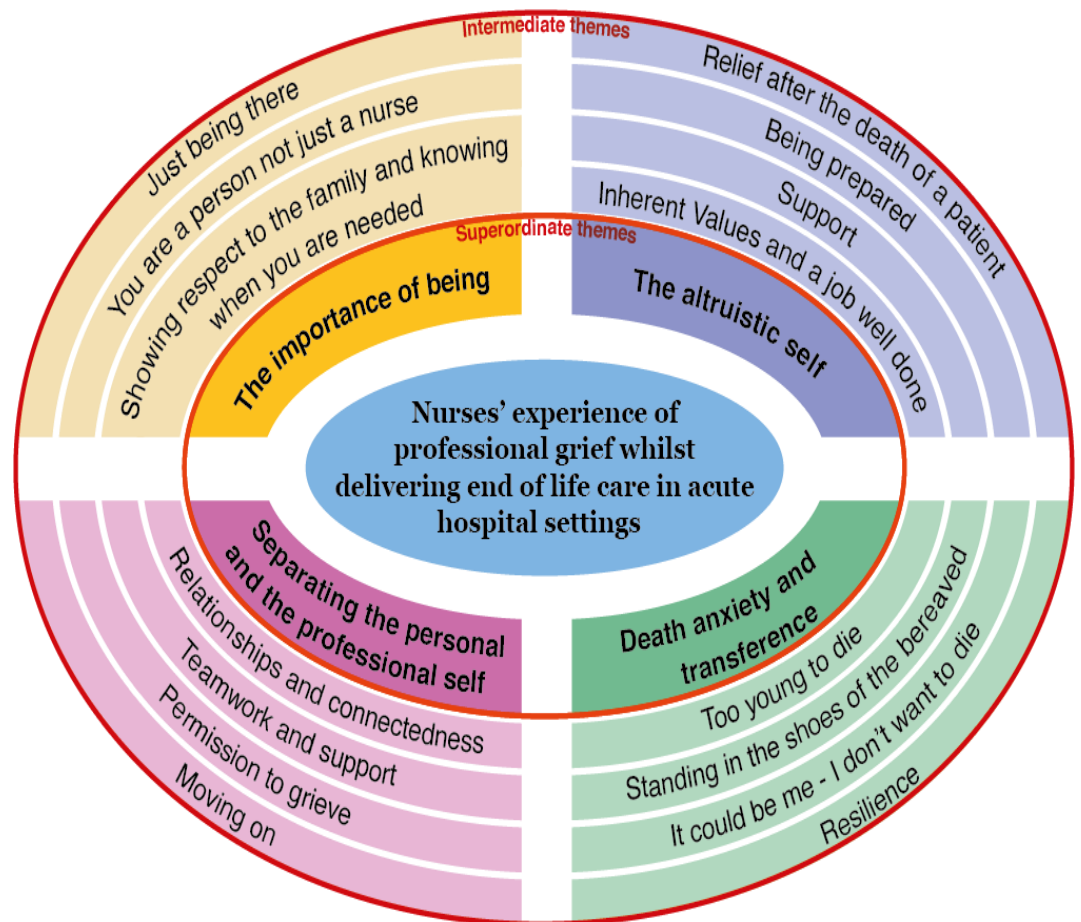 Intermediate themes
Just being there
You are a person not just a nurse
Showing respect to the family and knowing
when you are needed
The importance of being
Relief after the death of a patient
Being prepared
Support
Inherent Values and a job well done
Superordinate themes
The altruistic self
Nurses’ experience of
professional grief whilst
delivering end of life care in acute
hospital settings
Separating the personal
and the professional self
Relationships and connectedness
Teamwork and support
Permission to grieve
Moving on
Death anxiety and
transference
Too young to die
Standing in the shoes of the bereaved
It could be me - I don’t want to die
Resilience